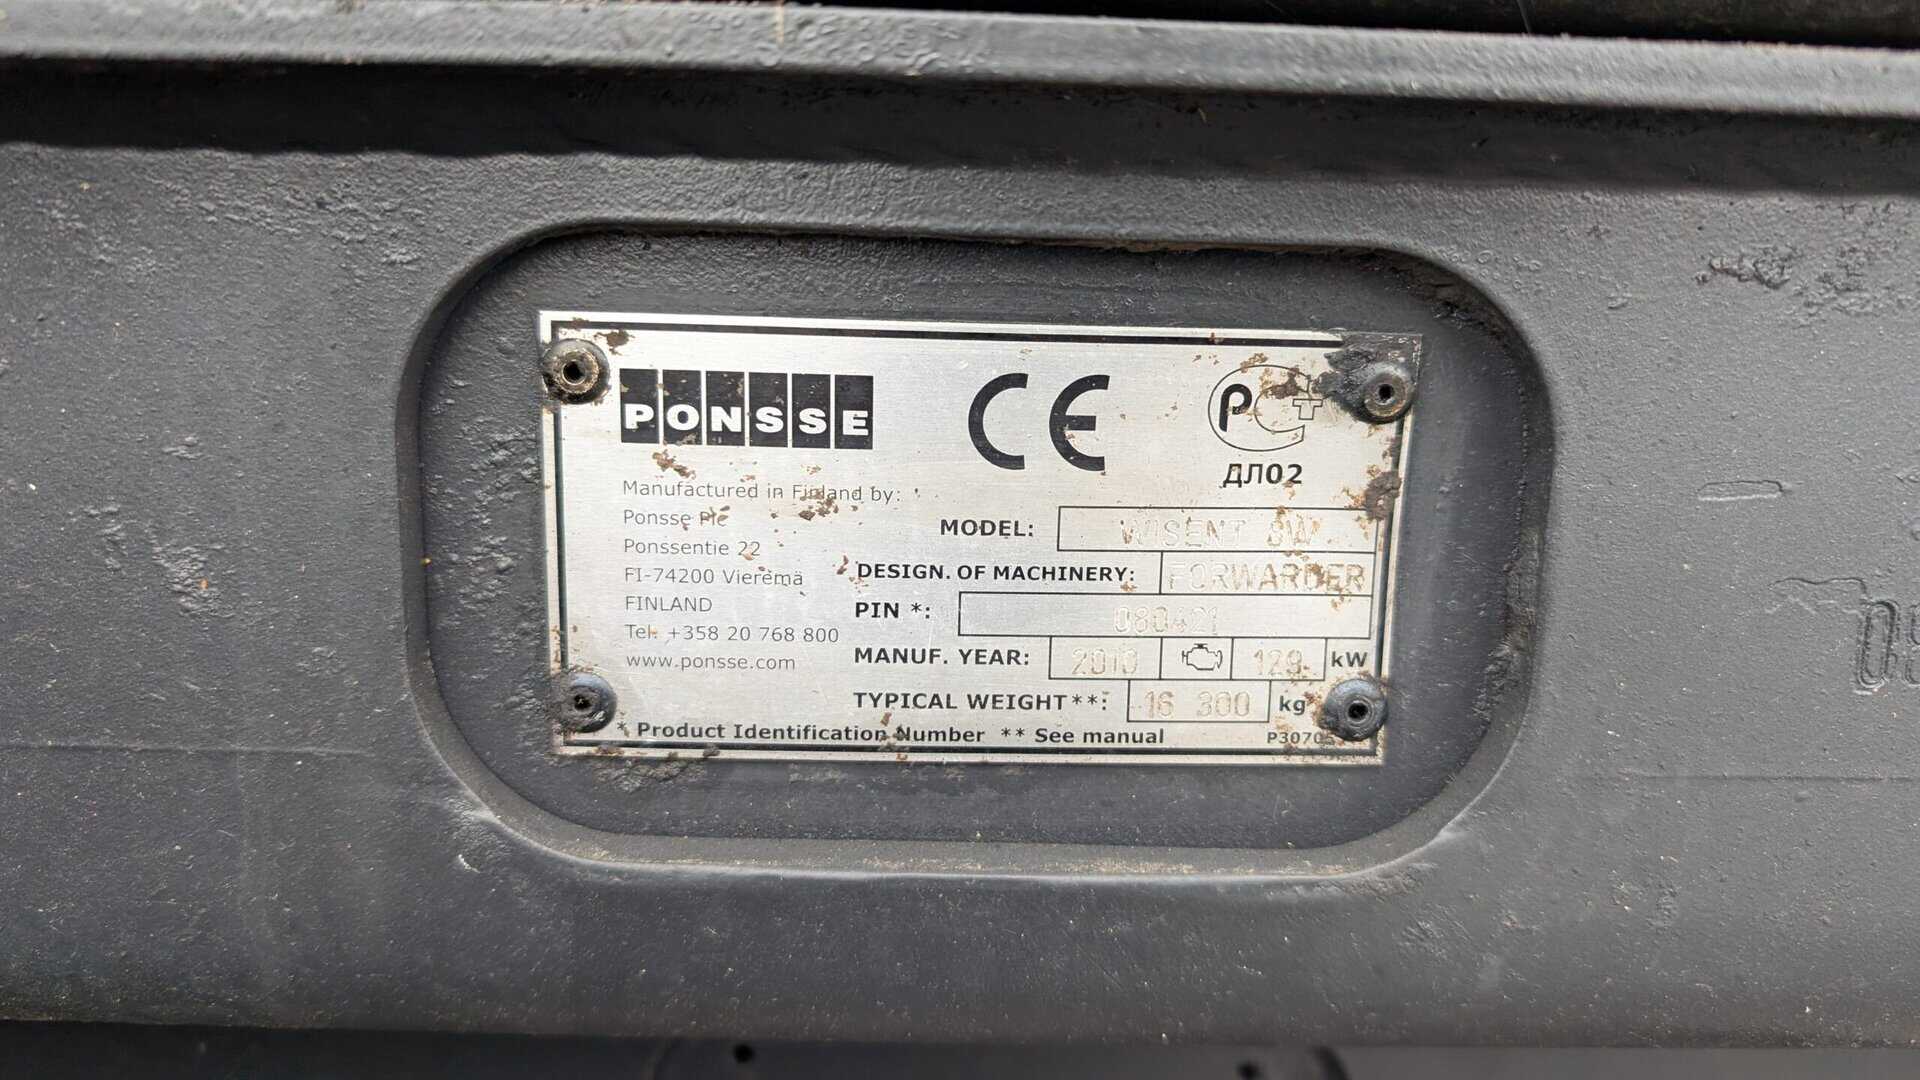 PONSSE
CE
PCT
ДЛ02
Manufactured in Finland by:
Ponsse Plc
Ponssentie 22
FI-74200 Vieremä
FINLAND
Tel. +358 20 768 800
www.ponsse.com
MODEL: WISENT 8W
DESIGN. OF MACHINERY: FORWARDER
PIN *: 080421
MANUF. YEAR: 2010 129 kW
TYPICAL WEIGHT**: 16 300 kg
* Product Identification Number ** See manual